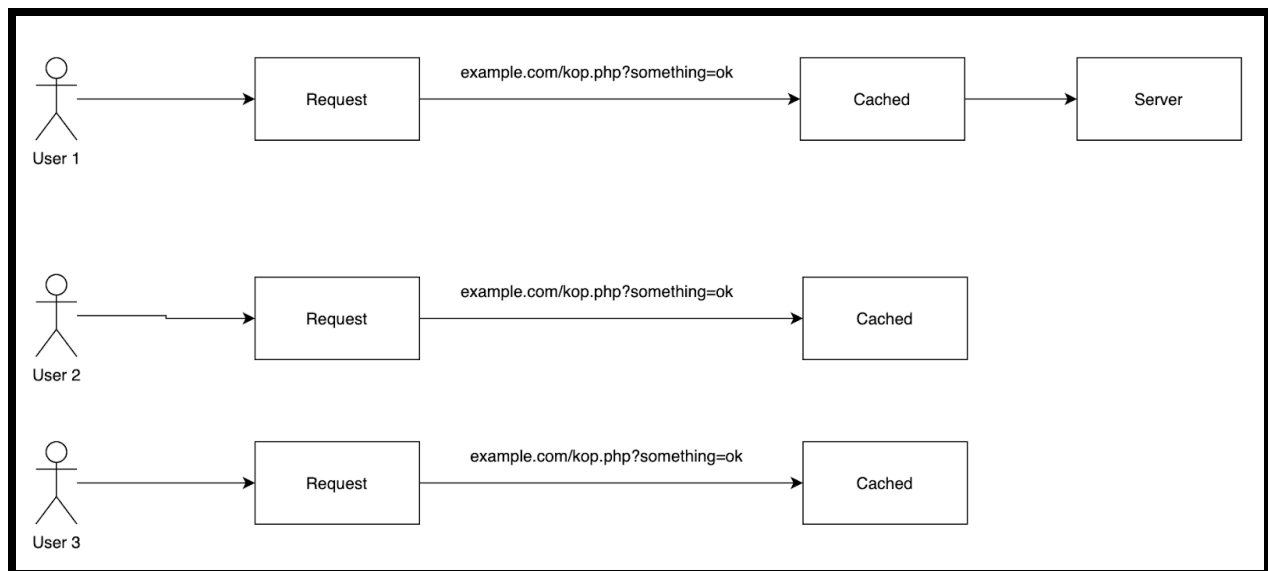 example.com/kop.php?something=ok
Request
Cached
Server
User 1
example.com/kop.php?something=ok
Request
Cached
User 2
example.com/kop.php?something=ok
Request
Cached
User 3